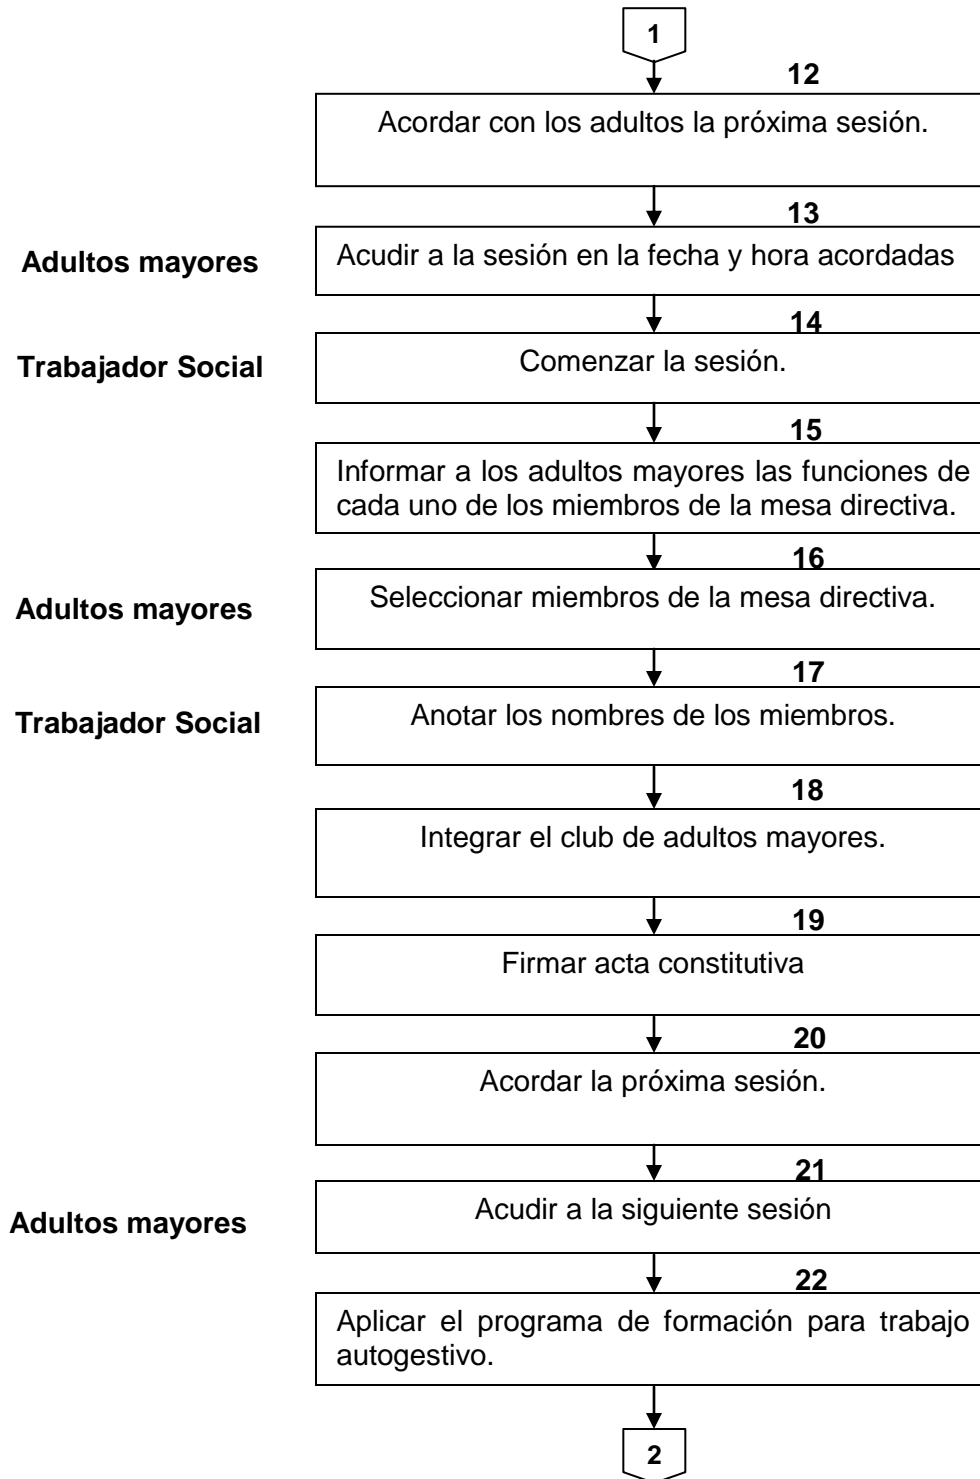 1
12
Acordar con los adultos la próxima sesión.
13
Adultos mayores
Acudir a la sesión en la fecha y hora acordadas
14
Trabajador Social
Comenzar la sesión.
15
Informar a los adultos mayores las funciones de
cada uno de los miembros de la mesa directiva.
16
Adultos mayores
Seleccionar miembros de la mesa directiva.
17
Trabajador Social
Anotar los nombres de los miembros.
18
Integrar el club de adultos mayores.
19
Firmar acta constitutiva
20
Acordar la próxima sesión.
21
Adultos mayores
Acudir a la siguiente sesión
22
Aplicar el programa de formación para trabajo
autogestivo.
2